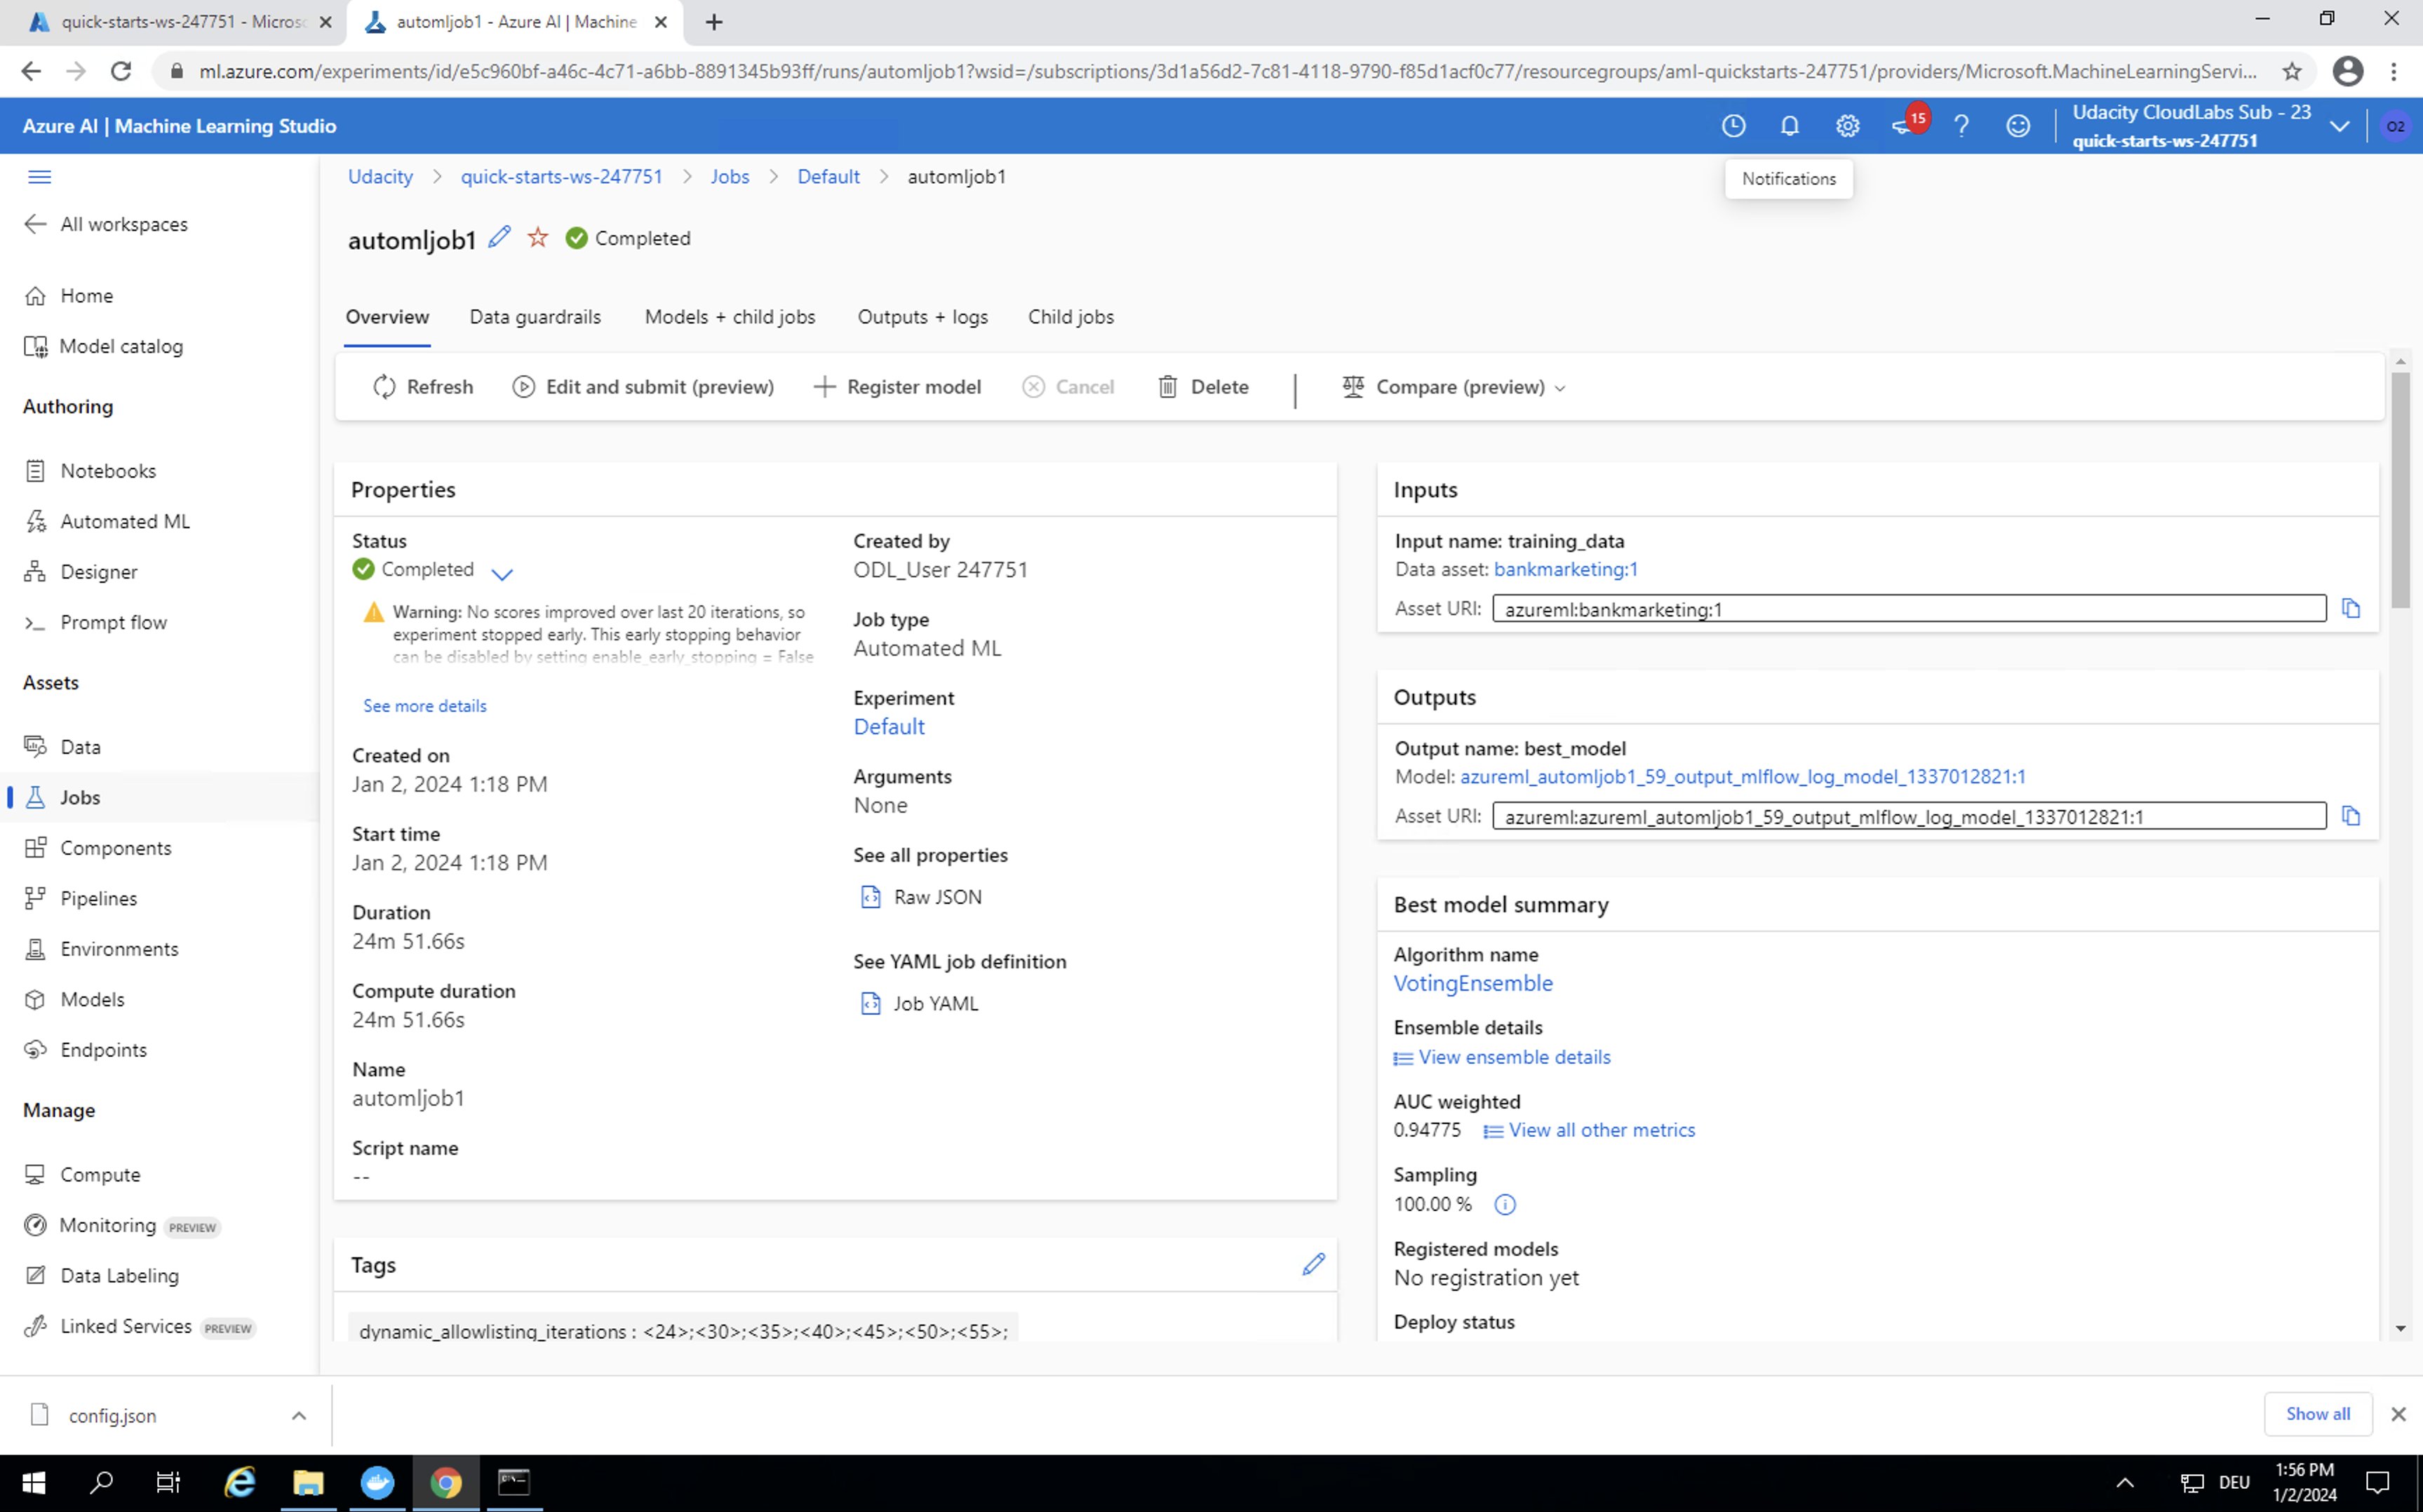 quick-starts-ws-247751 - Micros
automljob1 - Azure AI | Machine
ml.azure.com/experiments/id/e5c960bf-a46c-4c71-a6bb-8891345b93ff/runs/automljob1?wsid=/subscriptions/3d1a56d2-7c81-4118-9790-f85d1acf0c77/resourcegroups/aml-quickstarts-247751/providers/Microsoft.MachineLearningServi...
Azure AI | Machine Learning Studio
15
Udacity CloudLabs Sub - 23
quick-starts-ws-247751
O2
Notifications
All workspaces
Home
Model catalog
Authoring
Notebooks
Automated ML
Designer
Prompt flow
Assets
Data
Jobs
Components
Pipelines
Environments
Models
Endpoints
Manage
Compute
Monitoring PREVIEW
Data Labeling
Linked Services PREVIEW
Udacity > quick-starts-ws-247751 > Jobs > Default > automljob1
automljob1 Completed
Overview Data guardrails Models + child jobs Outputs + logs Child jobs
Refresh Edit and submit (preview) Register model Cancel Delete Compare (preview)
Properties
Status
Completed
Warning: No scores improved over last 20 iterations, so
experiment stopped early. This early stopping behavior
can be disabled by setting enable_early_stopping = False
See more details
Created on
Jan 2, 2024 1:18 PM
Start time
Jan 2, 2024 1:18 PM
Duration
24m 51.66s
Compute duration
24m 51.66s
Name
automljob1
Script name
--
Created by
ODL_User 247751
Job type
Automated ML
Experiment
Default
Arguments
None
See all properties
Raw JSON
See YAML job definition
Job YAML
Tags
dynamic_allowlisting_iterations : <24>;<30>;<35>;<40>;<45>;<50>;<55>;
Inputs
Input name: training_data
Data asset: bankmarketing:1
Asset URI: azureml:bankmarketing:1
Outputs
Output name: best_model
Model: azureml_automljob1_59_output_mlflow_log_model_1337012821:1
Asset URI: azureml:azureml_automljob1_59_output_mlflow_log_model_1337012821:1
Best model summary
Algorithm name
VotingEnsemble
Ensemble details
View ensemble details
AUC weighted
0.94775 View all other metrics
Sampling
100.00 %
Registered models
No registration yet
Deploy status
config.json
Show all
DEU
1:56 PM
1/2/2024